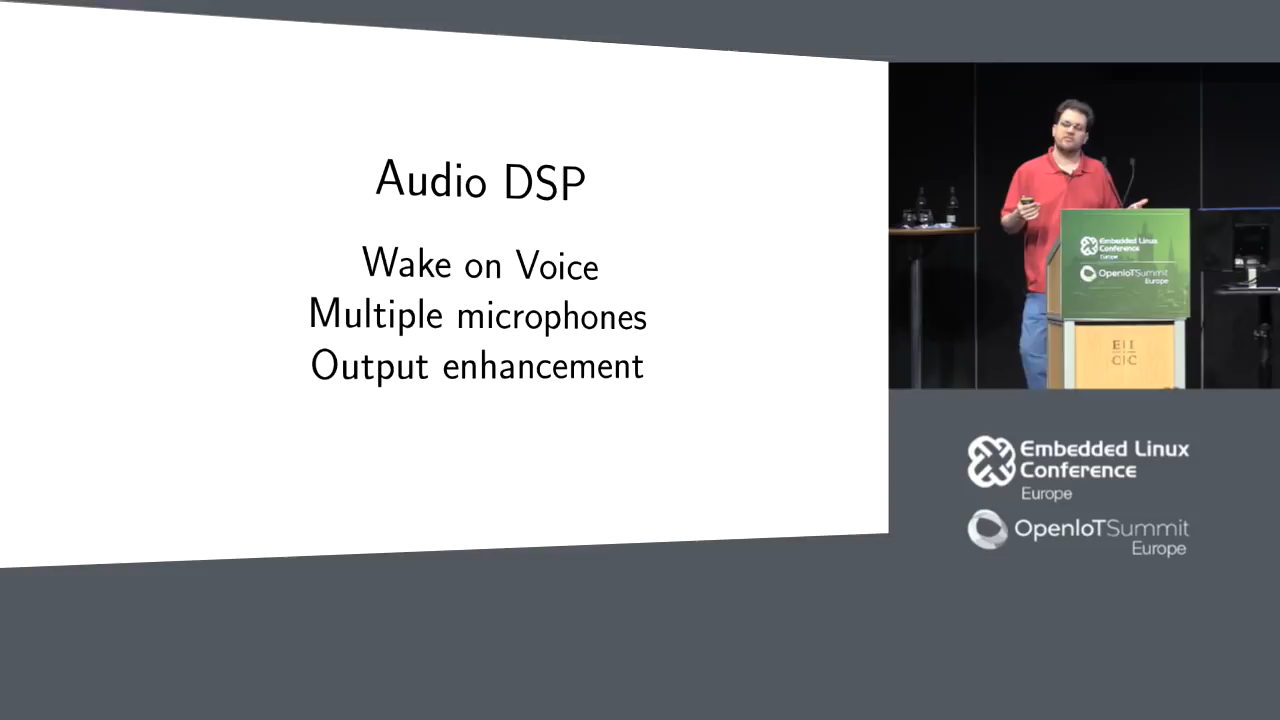 Audio DSP
Wake on Voice
Multiple microphones
Output enhancement
Embedded Linux
Conference
Europe
OpenIoTSummit
Europe
EI I
C I C
Embedded Linux
Conference
Europe
OpenIoTSummit
Europe